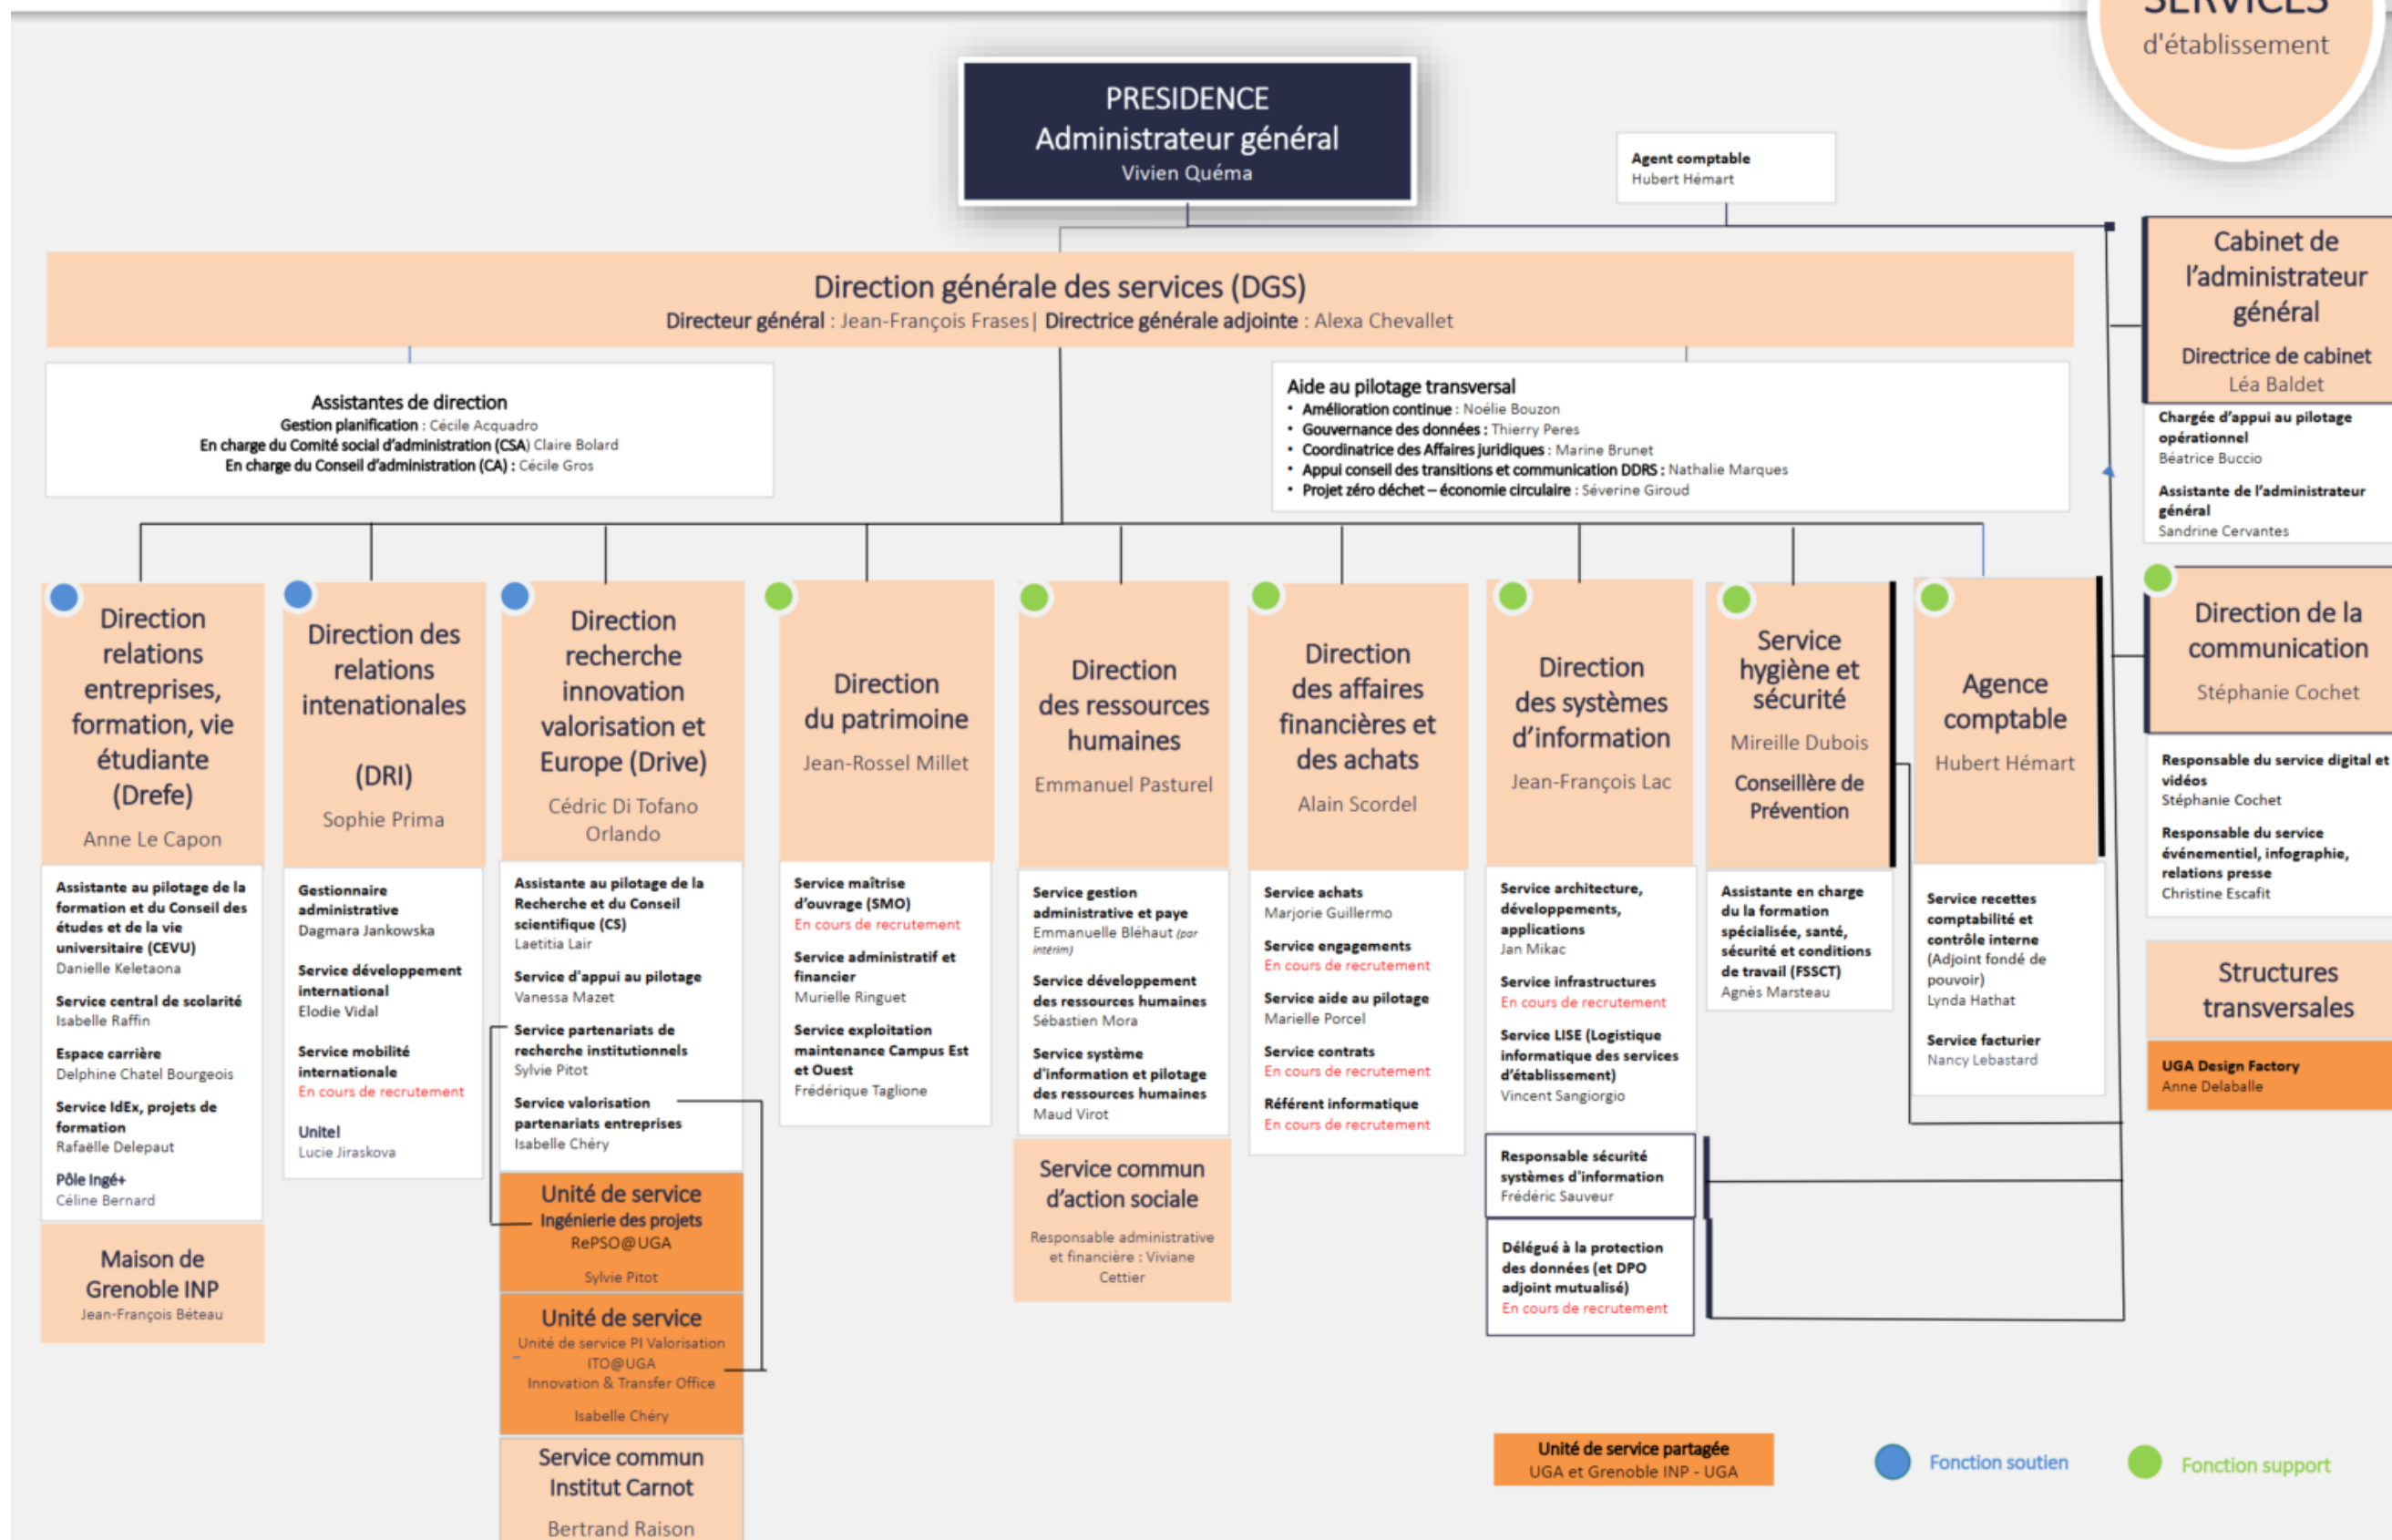 SERVICES
d'établissement
PRESIDENCE
Administrateur général
Vivien Quéma
Agent comptable
Hubert Hémart
Direction générale des services (DGS)
Directeur général : Jean-François Frases| Directrice générale adjointe : Alexa Chevallet
Assistantes de direction
Gestion planification : Cécile Acquadro
En charge du Comité social d'administration (CSA) Claire Bolard
En charge du Conseil d'administration (CA) : Cécile Gros
Aide au pilotage transversal
• Amélioration continue : Noélie Bouzon
• Gouvernance des données : Thierry Peres
• Coordinatrice des Affaires juridiques : Marine Brunet
• Appui conseil des transitions et communication DDRS : Nathalie Marques
• Projet zéro déchet – économie circulaire : Séverine Giroud
Cabinet de
l'administrateur
général
Directrice de cabinet
Léa Baldet
Chargée d'appui au pilotage
opérationnel
Béatrice Buccio
Assistante de l'administrateur
général
Sandrine Cervantes
Direction
relations
entreprises,
formation, vie
étudiante
(Drefe)
Anne Le Capon
Assistante au pilotage de la
formation et du Conseil des
études et de la vie
universitaire (CEVU)
Danielle Keletaona
Service central de scolarité
Isabelle Raffin
Espace carrière
Delphine Chatel Bourgeois
Service IdEx, projets de
formation
Rafaëlle Delepaut
Pôle Ingé+
Céline Bernard
Maison de
Grenoble INP
Jean-François Béteau
Direction des
relations
intenationales
(DRI)
Sophie Prima
Gestionnaire
administrative
Dagmara Jankowska
Service développement
international
Elodie Vidal
Service mobilité
internationale
En cours de recrutement
Unitel
Lucie Jiraskova
Direction
recherche
innovation
valorisation et
Europe (Drive)
Cédric Di Tofano
Orlando
Assistante au pilotage de la
Recherche et du Conseil
scientifique (CS)
Laetitia Lair
Service d'appui au pilotage
Vanessa Mazet
Service partenariats de
recherche institutionnels
Sylvie Pitot
Service valorisation
partenariats entreprises
Isabelle Chéry
Unité de service
Ingénierie des projets
RePSO@UGA
Sylvie Pitot
Unité de service
Unité de service PI Valorisation
ITO@UGA
Innovation & Transfer Office
Isabelle Chéry
Service commun
Institut Carnot
Bertrand Raison
Direction
du patrimoine
Jean-Rossel Millet
Service maîtrise
d'ouvrage (SMO)
En cours de recrutement
Service administratif et
financier
Murielle Ringuet
Service exploitation
maintenance Campus Est
et Ouest
Frédérique Taglione
Direction
des ressources
humaines
Emmanuel Pasturel
Service gestion
administrative et paye
Emmanuelle Bléhaut (par
intérim)
Service développement
des ressources humaines
Sébastien Mora
Service système
d'information et pilotage
des ressources humaines
Maud Virot
Service commun
d'action sociale
Responsable administrative
et financière : Viviane
Cettier
Direction
des affaires
financières et
des achats
Alain Scordel
Service achats
Marjorie Guillermo
Service engagements
En cours de recrutement
Service aide au pilotage
Marielle Porcel
Service contrats
En cours de recrutement
Référent informatique
En cours de recrutement
Direction
des systèmes
d'information
Jean-François Lac
Service architecture,
développements,
applications
Jan Mikac
Service infrastructures
En cours de recrutement
Service LISE (Logistique
informatique des services
d'établissement)
Vincent Sangiorgio
Responsable sécurité
systèmes d'information
Frédéric Sauveur
Délégué à la protection
des données (et DPO
adjoint mutualisé)
En cours de recrutement
Service
hygiène et
sécurité
Mireille Dubois
Conseillère de
Prévention
Assistante en charge
du la formation
spécialisée, santé,
sécurité et conditions
de travail (FSSCT)
Agnès Marsteau
Agence
comptable
Hubert Hémart
Service recettes
comptabilité et
contrôle interne
(Adjoint fondé de
pouvoir)
Lynda Hathat
Service facturier
Nancy Lebastard
Direction de la
communication
Stéphanie Cochet
Responsable du service digital et
vidéos
Stéphanie Cochet
Responsable du service
événementiel, infographie,
relations presse
Christine Escafit
Structures
transversales
UGA Design Factory
Anne Delaballe
Unité de service partagée
UGA et Grenoble INP - UGA
Fonction soutien
Fonction support